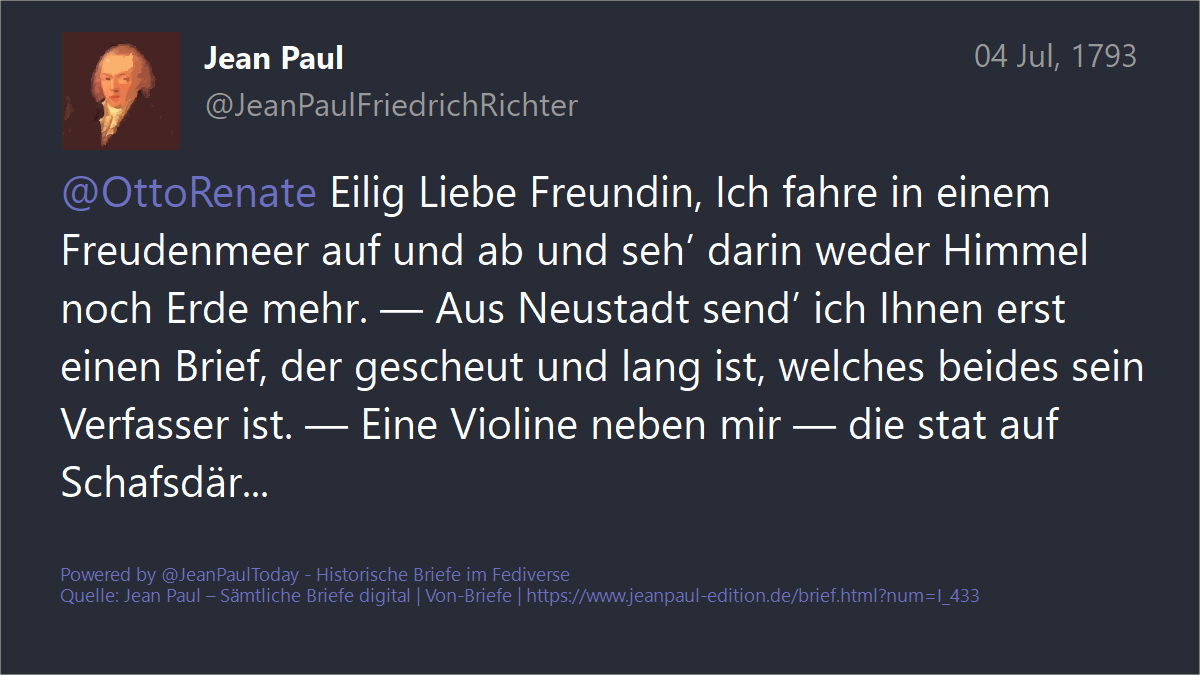 Jean Paul
04 Jul, 1793
@JeanPaulFriedrichRichter
@OttoRenate Eilig Liebe Freundin, Ich fahre in einem
Freudenmeer auf und ab und seh’ darin weder Himmel
noch Erde mehr. — Aus Neustadt send’ ich Ihnen erst
einen Brief, der gescheut und lang ist, welches beides sein
Verfasser ist. — Eine Violine neben mir — die stat auf
Schafsdär...
Powered by @JeanPaulToday - Historische Briefe im Fediverse
Quelle: Jean Paul – Sämtliche Briefe digital | Von-Briefe | https://www.jeanpaul-edition.de/brief.html?num=I_433